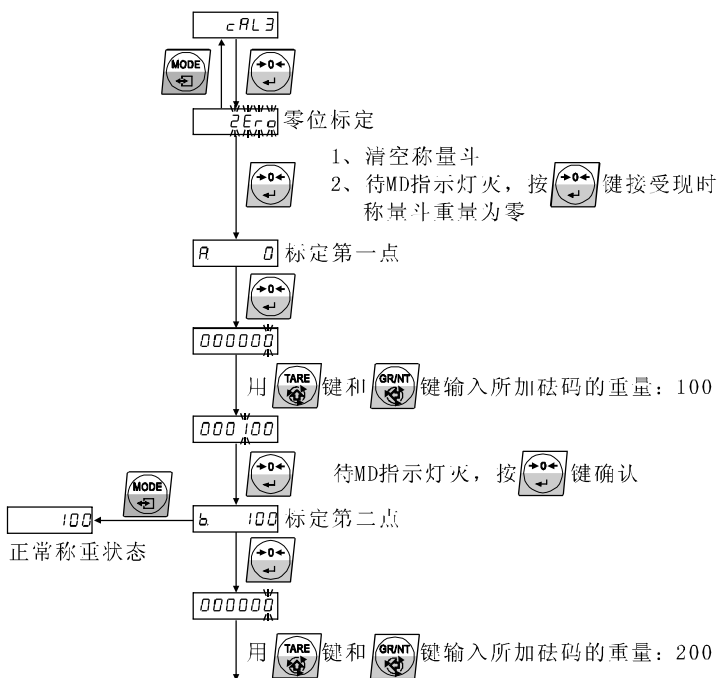 cAL3
MODE
→0←
ZEro 零位标定
1、清空称量斗
→0←
2、待MD指示灯灭，按 →0← 键接受现时
称量斗重量为零
A. 0 标定第一点
→0←
000000
用 TARE 键和 GR/NT 键输入所加砝码的重量：100
000100
→0←
待MD指示灯灭，按 →0← 键确认
MODE
100
b. 100 标定第二点
正常称重状态
→0←
000000
用 TARE 键和 GR/NT 键输入所加砝码的重量：200